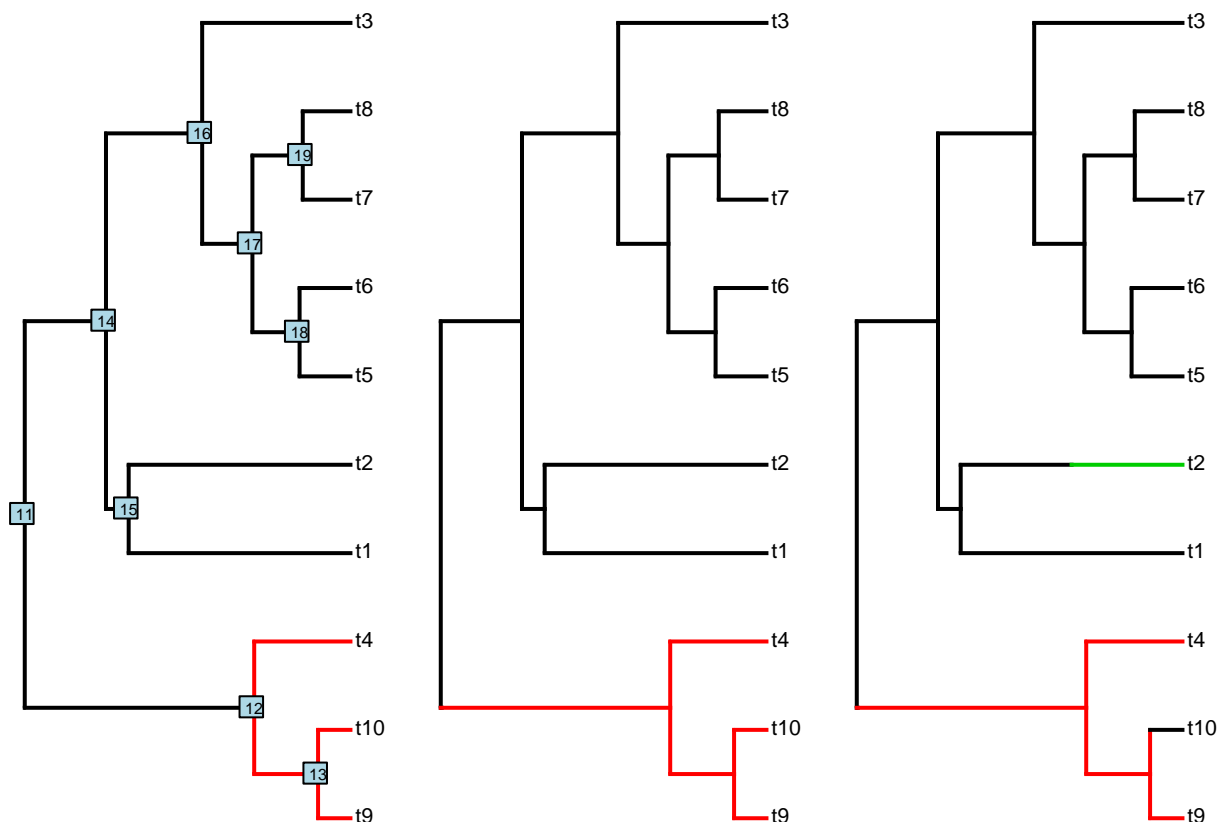 t3 t3 t3
t8 t8 t8
16
19
t7 t7 t7
17
t6 t6 t6
14
18
t5 t5 t5
t2 t2 t2
15
11
t1 t1 t1
t4 t4 t4
12
t10 t10 t10
13
t9 t9 t9